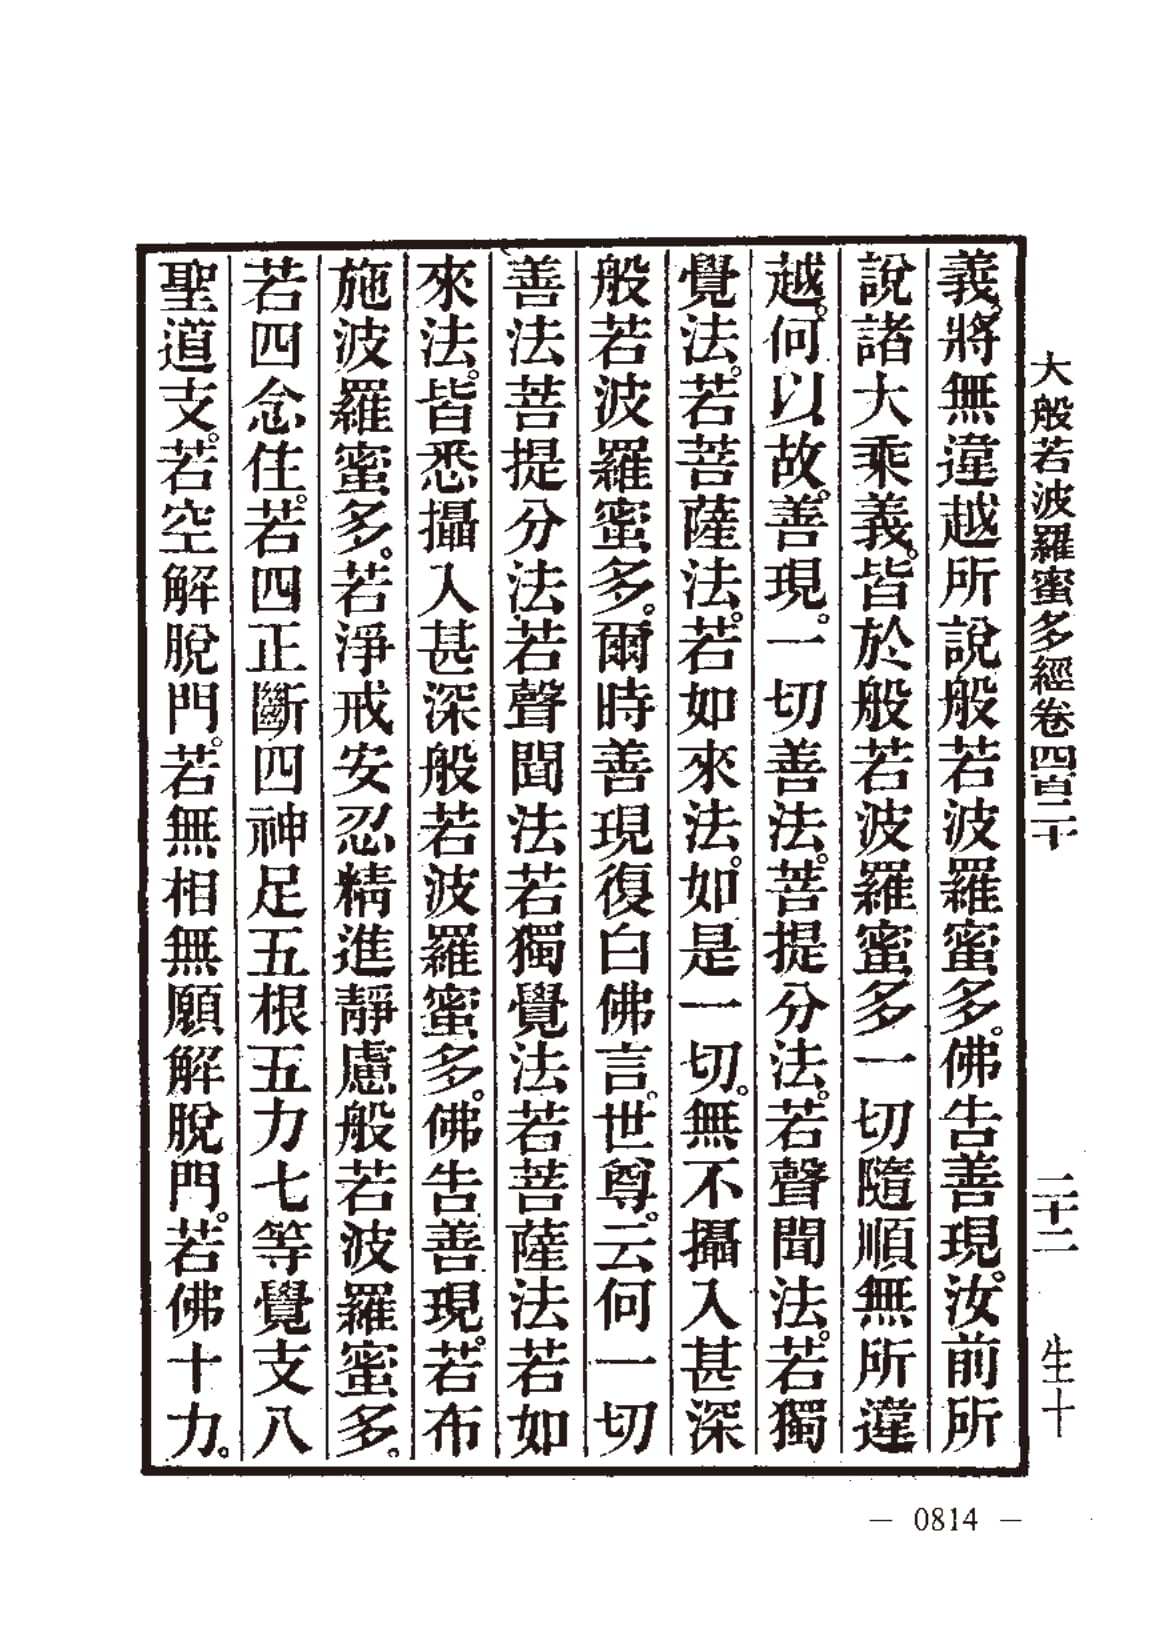 大般若波羅蜜多經卷四百二十　二十二　生十
義。將無違越所說般若波羅蜜多。佛告善現。汝前所
說諸大乘義。皆於般若波羅蜜多一切隨順無所違
越。何以故。善現。一切善法。菩提分法。若聲聞法。若獨
覺法。若菩薩法。若如來法。如是一切。無不攝入甚深
般若波羅蜜多。爾時善現復白佛言。世尊。云何一切
善法菩提分法。若聲聞法若獨覺法若菩薩法若如
來法。皆悉攝入甚深般若波羅蜜多。佛告善現。若布
施波羅蜜多。若淨戒安忍精進靜慮般若波羅蜜多。
若四念住。若四正斷四神足五根五力七等覺支八
聖道支。若空解脫門。若無相無願解脫門。若佛十力。
— 0814 —